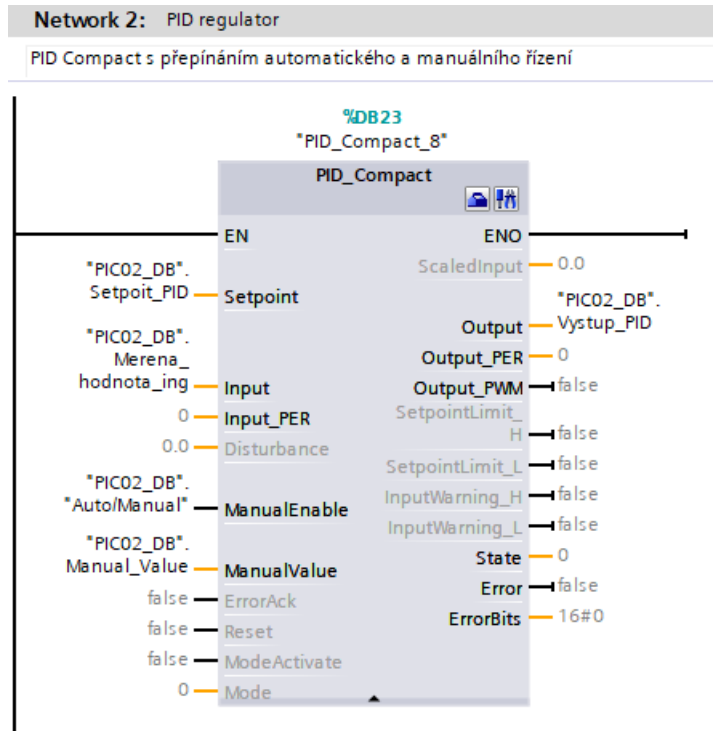 Network 2: PID regulator
PID Compact s přepínáním automatického a manuálního řízení
%DB23
"PID_Compact_8"
PID_Compact
EN ENO
ScaledInput 0.0
"PIC02_DB".
Setpoit_PID Setpoint
"PIC02_DB".
Output Vystup_PID
"PIC02_DB".
Merena_
hodnota_ing Input
Output_PER 0
Output_PWM false
0 Input_PER
SetpointLimit_
H false
0.0 Disturbance
SetpointLimit_L false
"PIC02_DB".
"Auto/Manual" ManualEnable
InputWarning_H false
InputWarning_L false
"PIC02_DB".
Manual_Value ManualValue
State 0
Error false
false ErrorAck
ErrorBits 16#0
false Reset
false ModeActivate
0 Mode